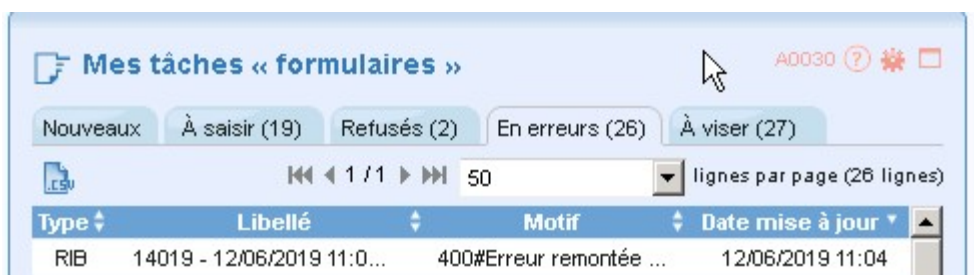 Mes tâches « formulaires »
A0030 ?
Nouveaux À saisir (19) Refusés (2) En erreurs (26) À viser (27)
.CSV 1 / 1 50 lignes par page (26 lignes)
Type Libellé Motif Date mise à jour
RIB 14019 - 12/06/2019 11:0... 400#Erreur remontée ... 12/06/2019 11:04